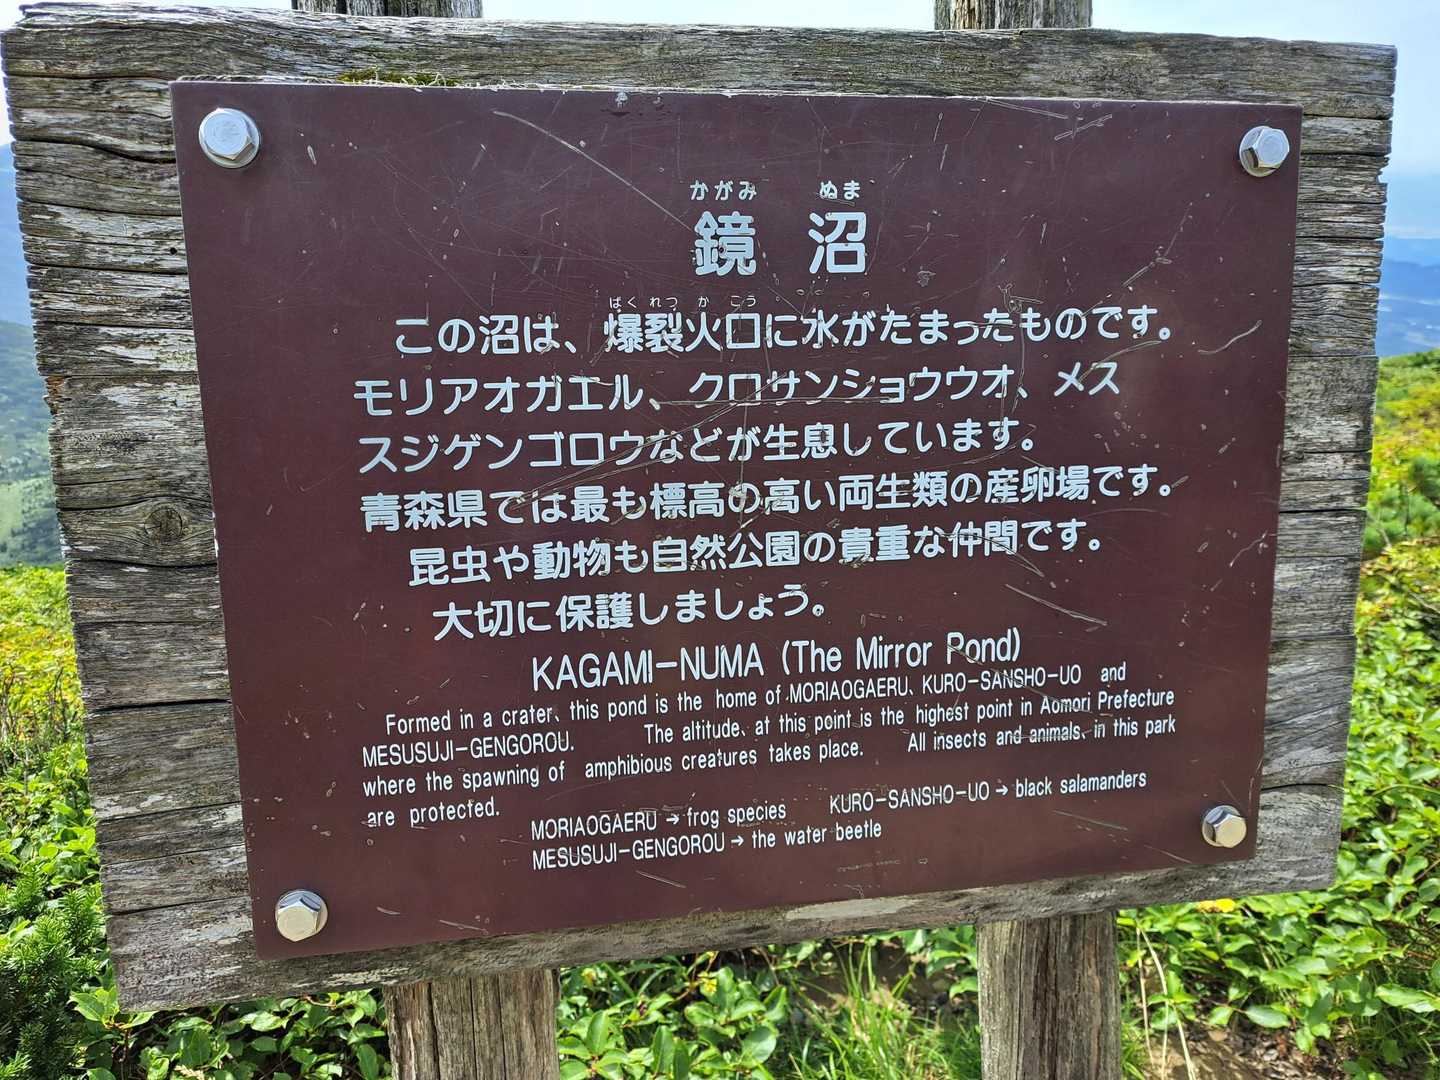 かがみ ぬま
鏡 沼
ばくれつかこう
この沼は、爆裂火口に水がたまったものです。
モリアオガエル、クロサンショウウオ、メス
スジゲンゴロウなどが生息しています。
青森県では最も標高の高い両生類の産卵場です。
昆虫や動物も自然公園の貴重な仲間です。
大切に保護しましょう。
KAGAMI-NUMA (The Mirror Pond)
Formed in a crater, this pond is the home of MORIAOGAERU, KURO-SANSHO-UO and
MESUSUJI-GENGOROU. The altitude, at this point is the highest point in Aomori Prefecture
where the spawning of amphibious creatures takes place. All insects and animals, in this park
are protected.
MORIAOGAERU → frog species KURO-SANSHO-UO → black salamanders
MESUSUJI-GENGOROU → the water beetle